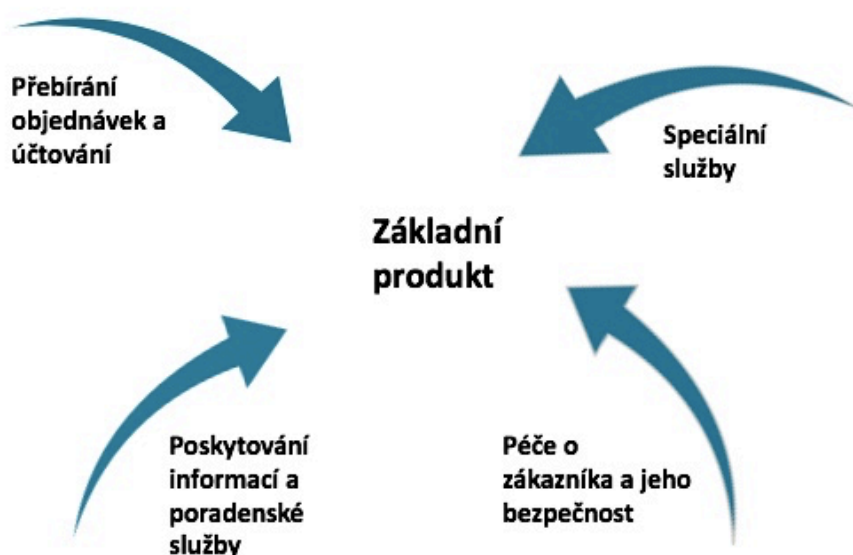 Přebírání
objednávek a
účtování
Speciální
služby
Základní
produkt
Poskytování
informací a
poradenské
služby
Péče o
zákazníka a jeho
bezpečnost